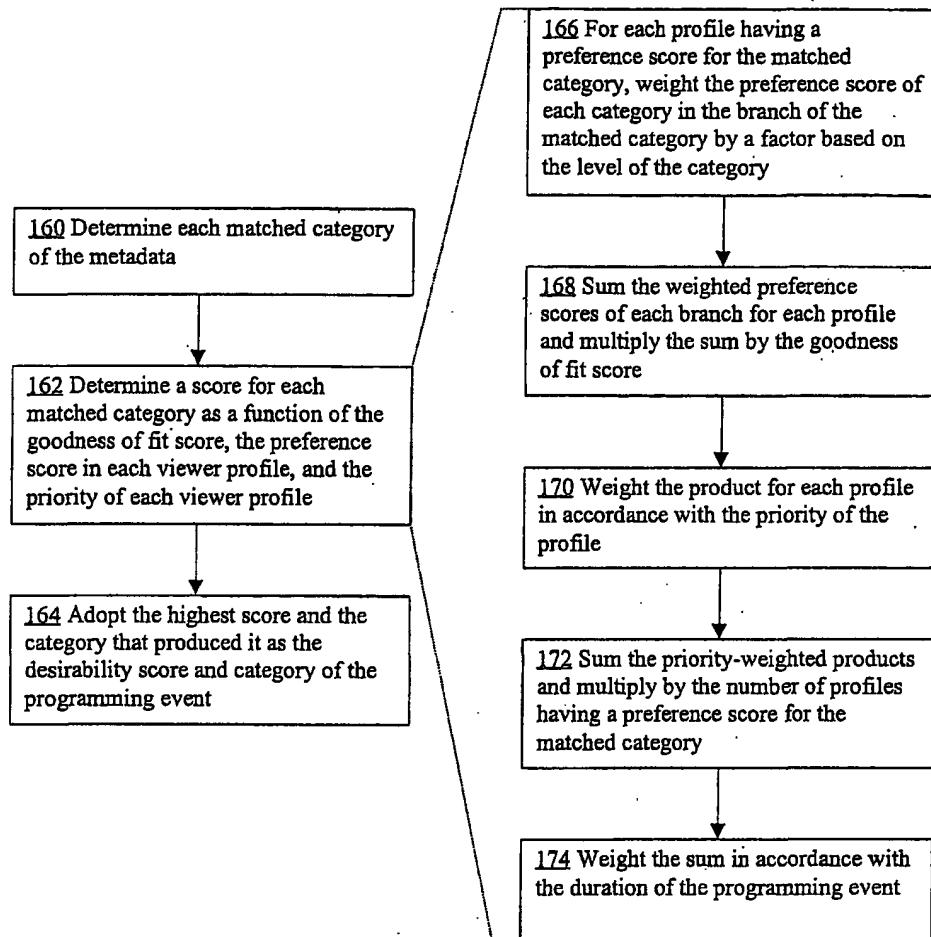 160 Determine each matched category
of the metadata
162 Determine a score for each
matched category as a function of the
goodness of fit score, the preference
score in each viewer profile, and the
priority of each viewer profile
164 Adopt the highest score and the
category that produced it as the
desirability score and category of the
programming event
166 For each profile having a
preference score for the matched
category, weight the preference score of
each category in the branch of the
matched category by a factor based on
the level of the category
168 Sum the weighted preference
scores of each branch for each profile
and multiply the sum by the goodness
of fit score
170 Weight the product for each profile
in accordance with the priority of the
profile
172 Sum the priority-weighted products
and multiply by the number of profiles
having a preference score for the
matched category
174 Weight the sum in accordance with
the duration of the programming event